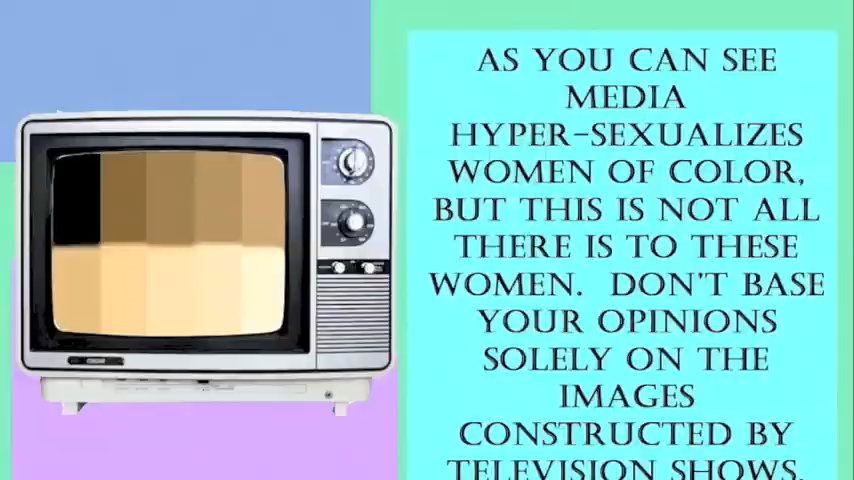 AS YOU CAN SEE
MEDIA
HYPER-SEXUALIZES
WOMEN OF COLOR,
BUT THIS IS NOT ALL
THERE IS TO THESE
WOMEN. DON'T BASE
YOUR OPINIONS
SOLELY ON THE
IMAGES
CONSTRUCTED BY
TELEVISION SHOWS.